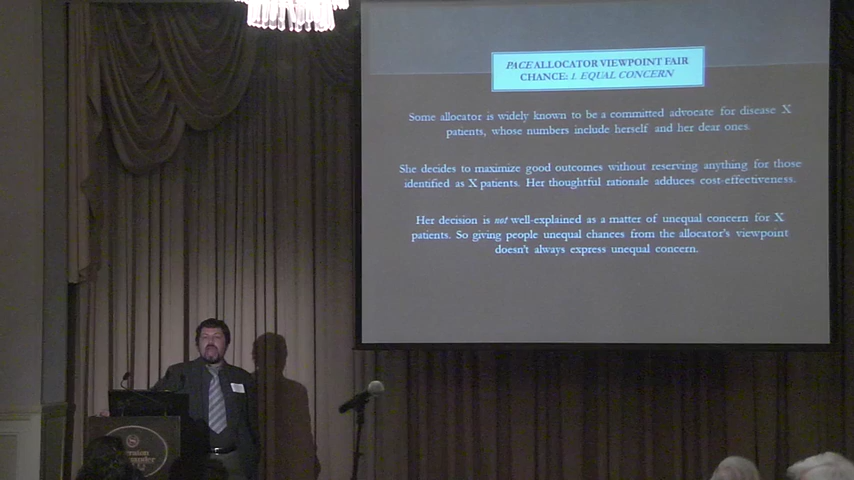 PACE ALLOCATOR VIEWPOINT FAIR
CHANCE: 1. EQUAL CONCERN
Some allocator is widely known to be a committed advocate for disease X
patients, whose numbers include herself and her dear ones.
She decides to maximize good outcomes without reserving anything for those
identified as X patients. Her thoughtful rationale adduces cost-effectiveness.
Her decision is not well-explained as a matter of unequal concern for X
patients. So giving people unequal chances from the allocator's viewpoint
doesn't always express unequal concern.